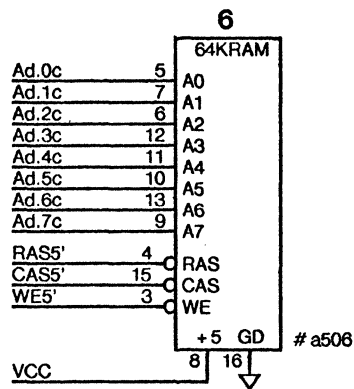 6
64KRAM
Ad.0c 5 A0
Ad.1c 7 A1
Ad.2c 6 A2
Ad.3c 12 A3
Ad.4c 11 A4
Ad.5c 10 A5
Ad.6c 13 A6
Ad.7c 9 A7
RAS5' 4 RAS
CAS5' 15 CAS
WE5' 3 WE
+5 GD #a506
8 16
VCC